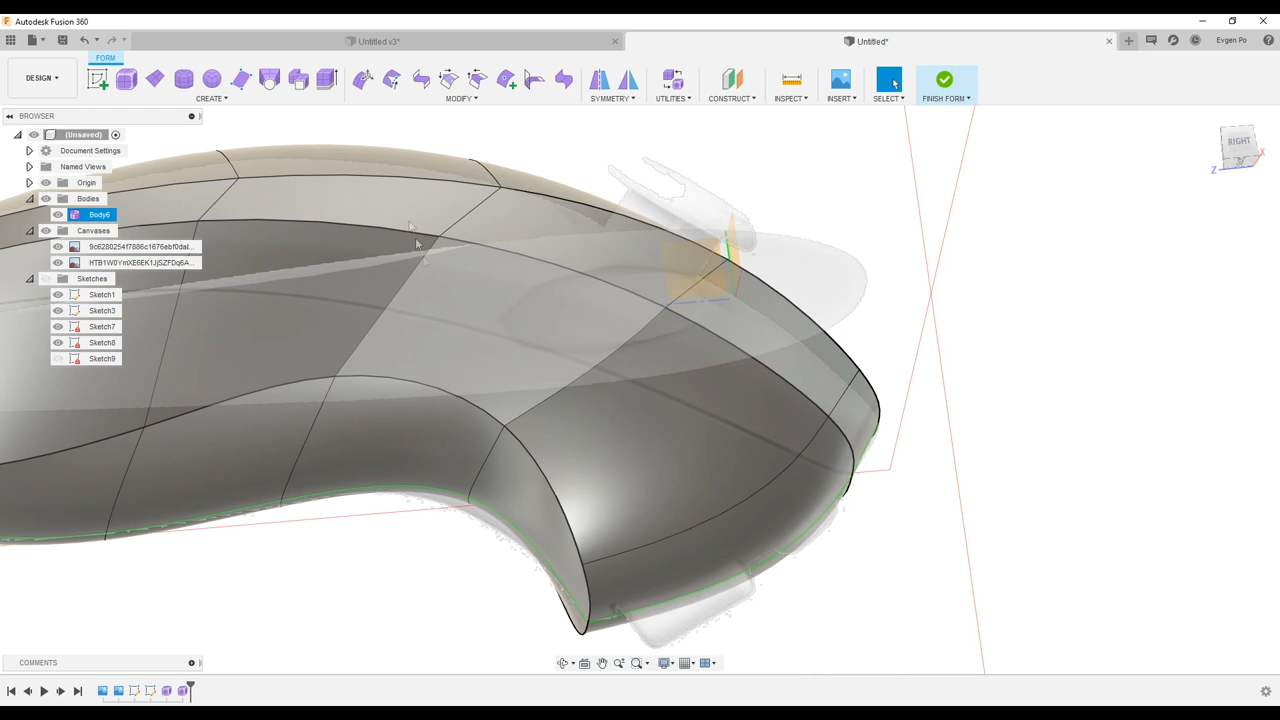 Autodesk Fusion 360
Untitled v3*
Untitled*
Evgen Po
FORM
DESIGN
CREATE
MODIFY
SYMMETRY
UTILITIES
CONSTRUCT
INSPECT
INSERT
SELECT
FINISH FORM
BROWSER
(Unsaved)
Document Settings
Named Views
Origin
Bodies
Body6
Canvases
9c6280254f7886c1676ebf0dat...
HTB1W0YmXE6EK1JjSZFDq6A...
Sketches
Sketch1
Sketch3
Sketch7
Sketch8
Sketch9
RIGHT
X
Z
COMMENTS